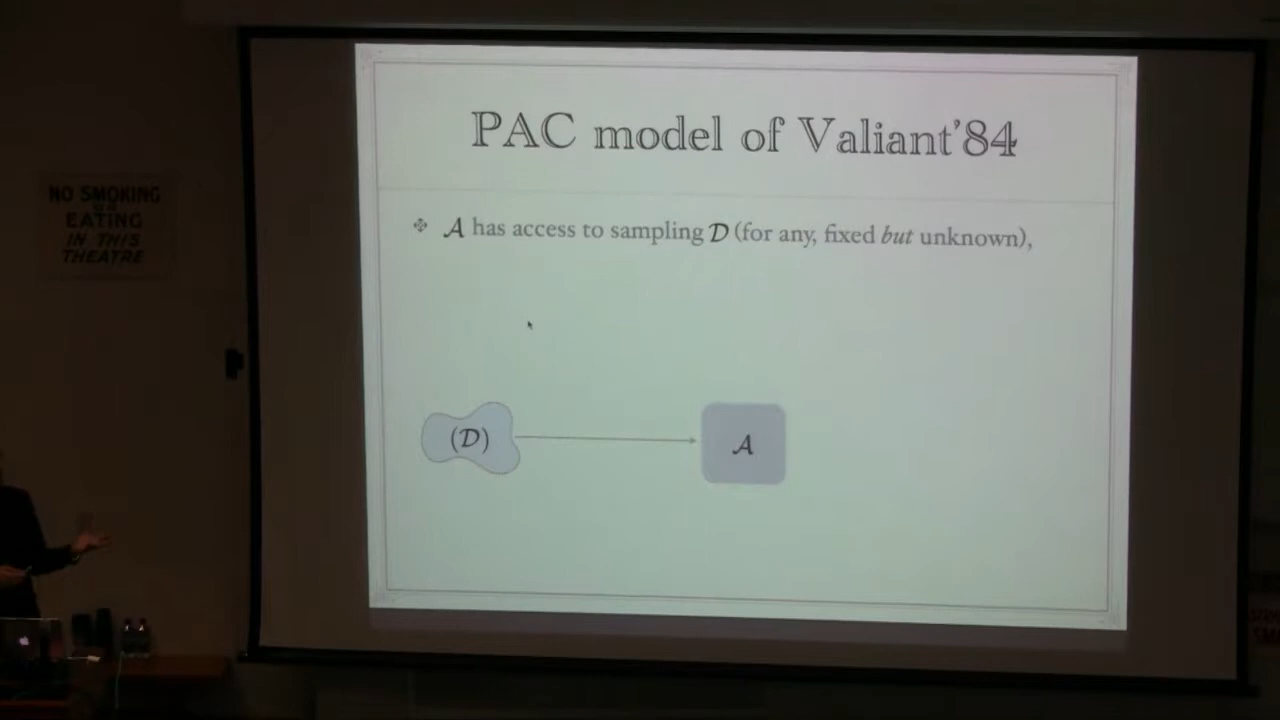 PAC model of Valiant'84
𝒜 has access to sampling 𝒟 (for any, fixed but unknown),
(𝒟)
𝒜
NO SMOKING
EATING
IN THIS
THEATRE